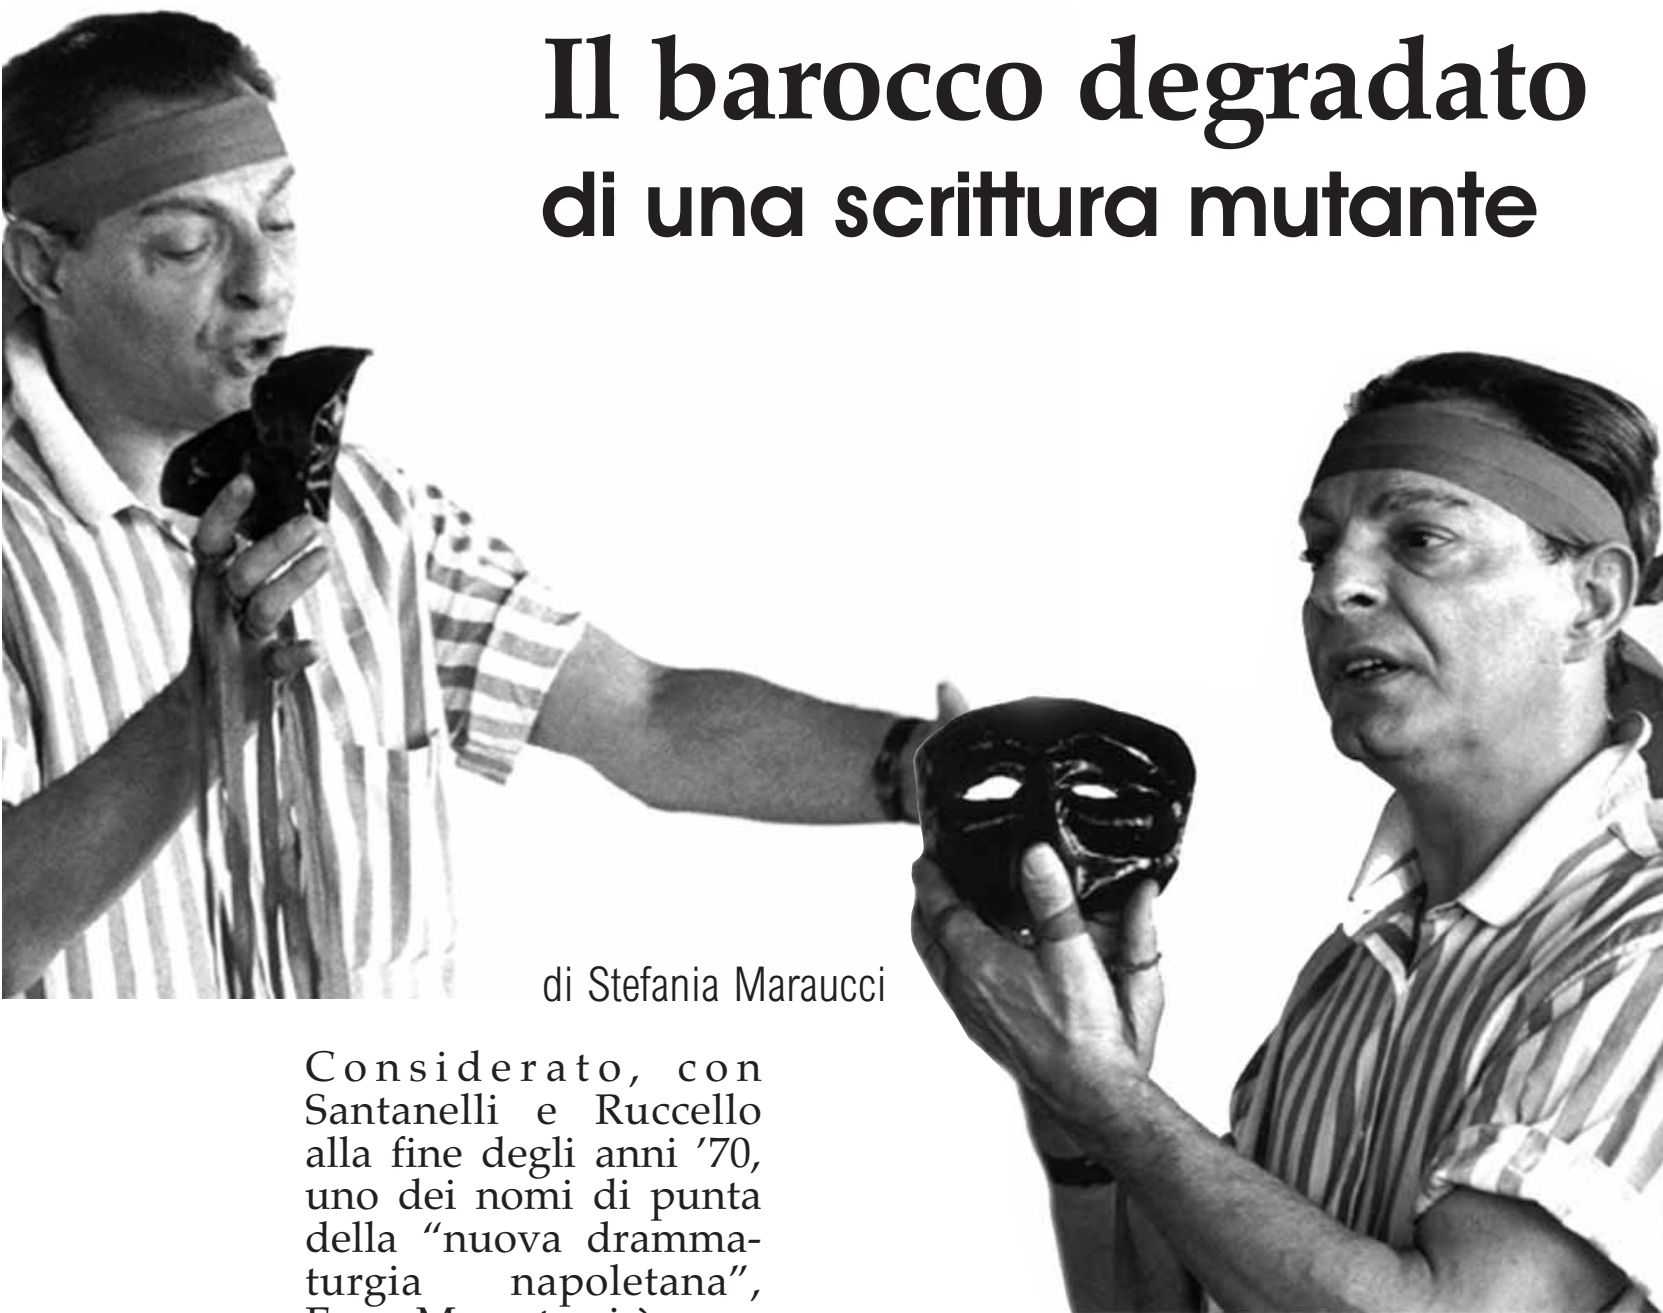 Il barocco degradato
di una scrittura mutante
di Stefania Maraucci
Considerato, con
Santanelli e Ruccello
alla fine degli anni ’70,
uno dei nomi di punta
della “nuova dramma-
turgia napoletana”,